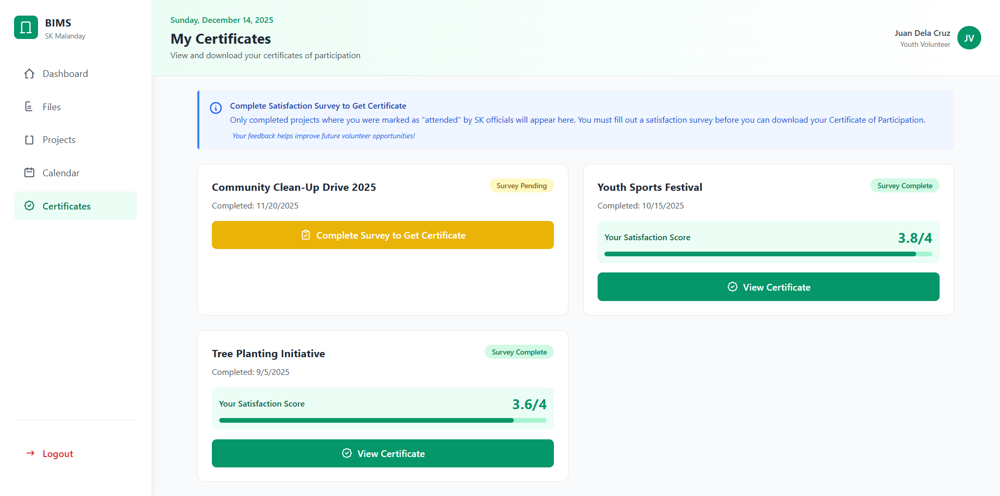 BIMS
SK Malanday
Dashboard
Files
Projects
Calendar
Certificates
Logout
Sunday, December 14, 2025
My Certificates
View and download your certificates of participation
Juan Dela Cruz
Youth Volunteer
JV
Complete Satisfaction Survey to Get Certificate
Only completed projects where you were marked as "attended" by SK officials will appear here. You must fill out a satisfaction survey before you can download your Certificate of Participation.
Your feedback helps improve future volunteer opportunities!
Community Clean-Up Drive 2025
Survey Pending
Completed: 11/20/2025
Complete Survey to Get Certificate
Youth Sports Festival
Survey Complete
Completed: 10/15/2025
Your Satisfaction Score
3.8/4
View Certificate
Tree Planting Initiative
Survey Complete
Completed: 9/5/2025
Your Satisfaction Score
3.6/4
View Certificate